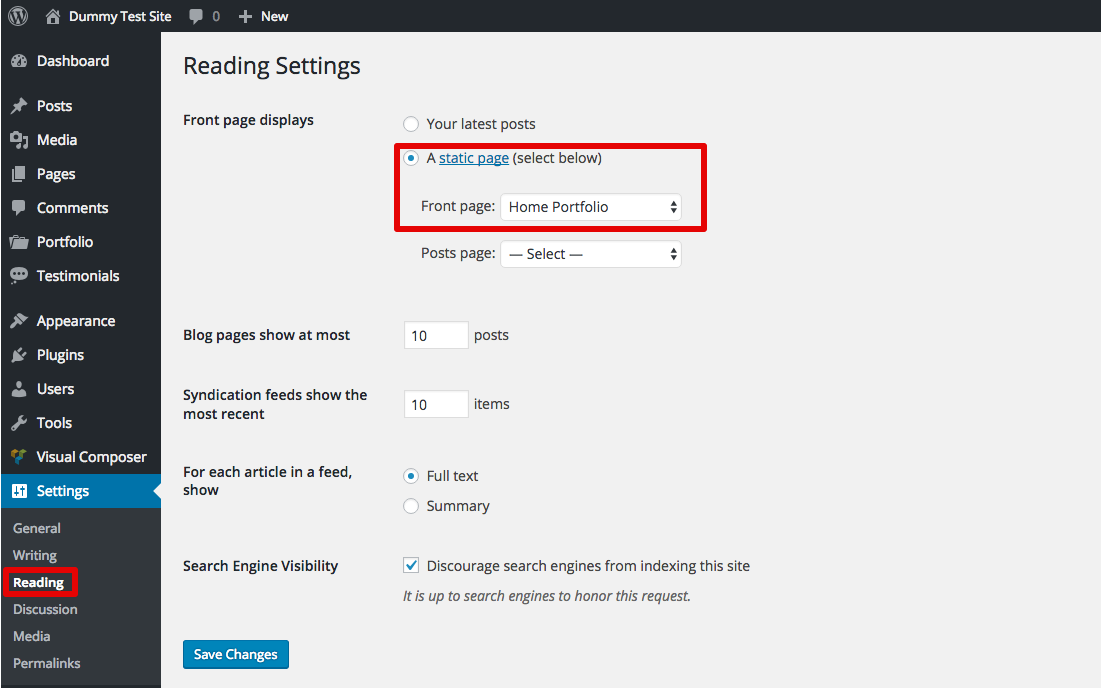 Dummy Test Site 0 New
Dashboard
Posts
Media
Pages
Comments
Portfolio
Testimonials
Appearance
Plugins
Users
Tools
Visual Composer
Settings
General
Writing
Reading
Discussion
Media
Permalinks
Reading Settings
Front page displays
Your latest posts
A static page (select below)
Front page: Home Portfolio
Posts page: — Select —
Blog pages show at most 10 posts
Syndication feeds show the
most recent
10 items
For each article in a feed,
show
Full text
Summary
Search Engine Visibility
Discourage search engines from indexing this site
It is up to search engines to honor this request.
Save Changes